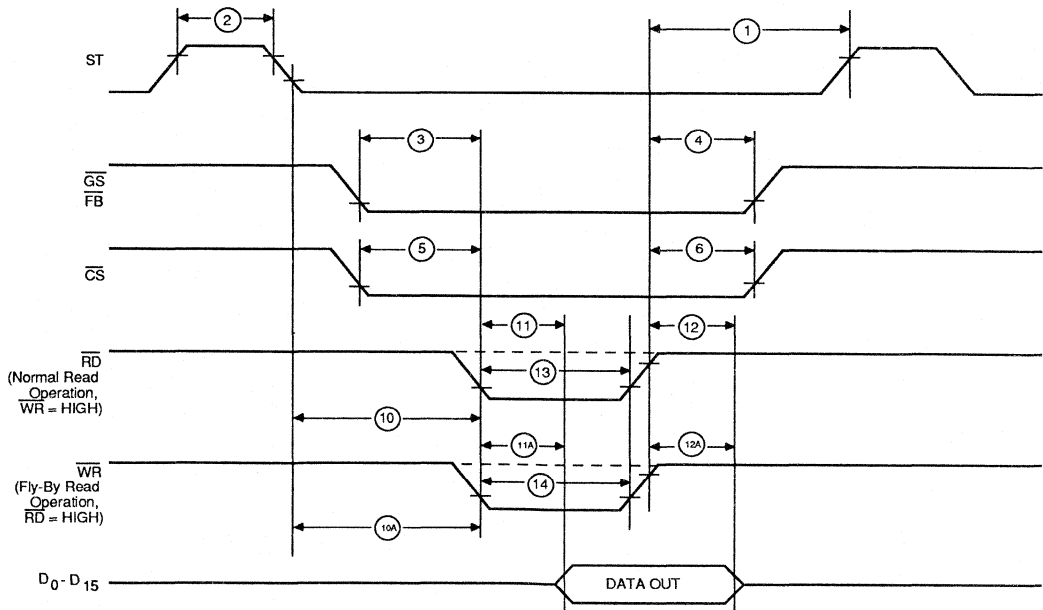 2
1
ST
3
4
GS
FB
5
6
CS
11
12
RD
(Normal Read
Operation,
WR = HIGH)
13
10
11A
12A
WR
(Fly-By Read
Operation,
RD = HIGH)
14
10A
D0 - D15
DATA OUT